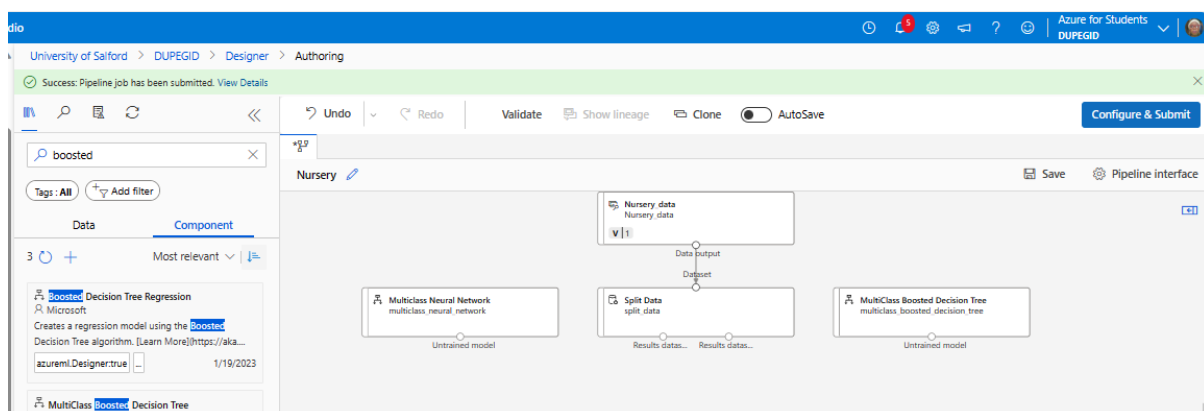 dio
5
Azure for Students
DUPEGID
University of Salford > DUPEGID > Designer > Authoring
Success: Pipeline job has been submitted. View Details
Undo
Redo
Validate
Show lineage
Clone
AutoSave
Configure & Submit
boosted
Tags : All
Add filter
Nursery
Save
Pipeline interface
Data
Component
3
Most relevant
Boosted Decision Tree Regression
Microsoft
Creates a regression model using the Boosted
Decision Tree algorithm. [Learn More](https://aka....
azureml.Designer:true
...
1/19/2023
MultiClass Boosted Decision Tree
Nursery_data
Nursery_data
v | 1
Data output
Dataset
Multiclass Neural Network
multiclass_neural_network
Untrained model
Split Data
split_data
Results datas...
Results datas...
MultiClass Boosted Decision Tree
multiclass_boosted_decision_tree
Untrained model